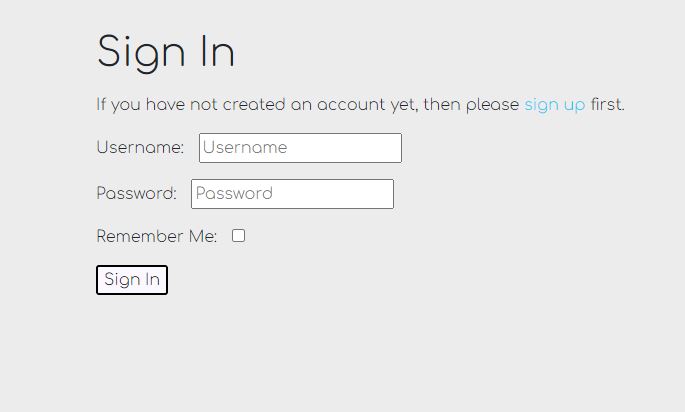 Sign In
If you have not created an account yet, then please sign up first.
Username: Username
Password: Password
Remember Me:
Sign In